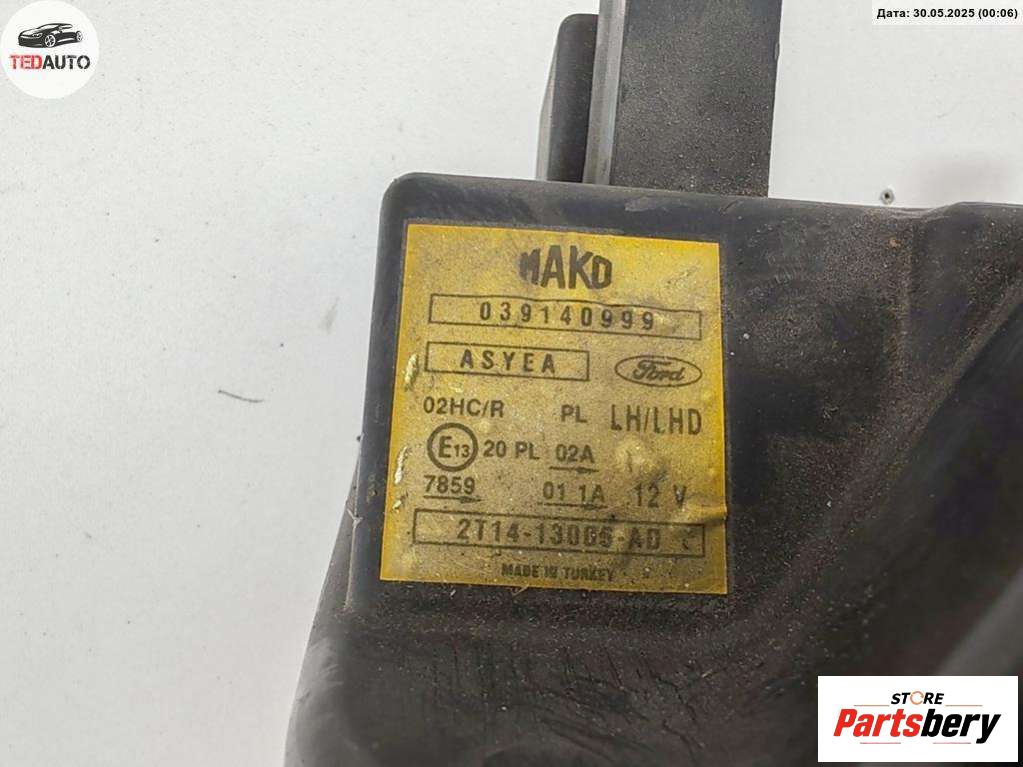 TEDAUTO
Дата: 30.05.2025 (00:06)
MAKO
039140999
ASYEA
Ford
02HC/R PL LH/LHD
E13 20 PL 02A
7859 01 1A 12 V
2T14-13006-AD
MADE IN TURKEY
STORE
Partsbery